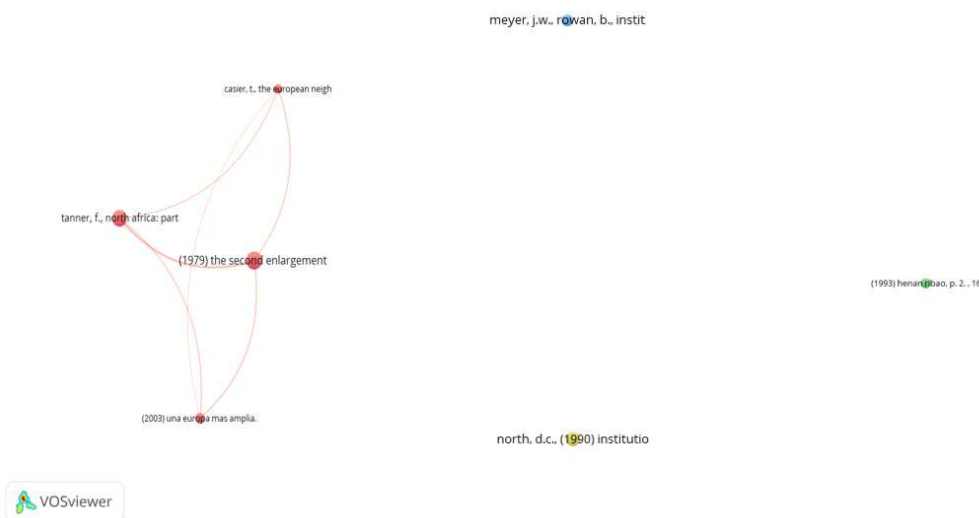 meyer, j.w., rowan, b., instit
casier, t., the european neigh
tanner, f., north africa: part
(1979) the second enlargement
(1993) henan ribao, p. 2. , 16
(2003) una europa mas amplia.
north, d.c., (1990) institutio
VOSviewer